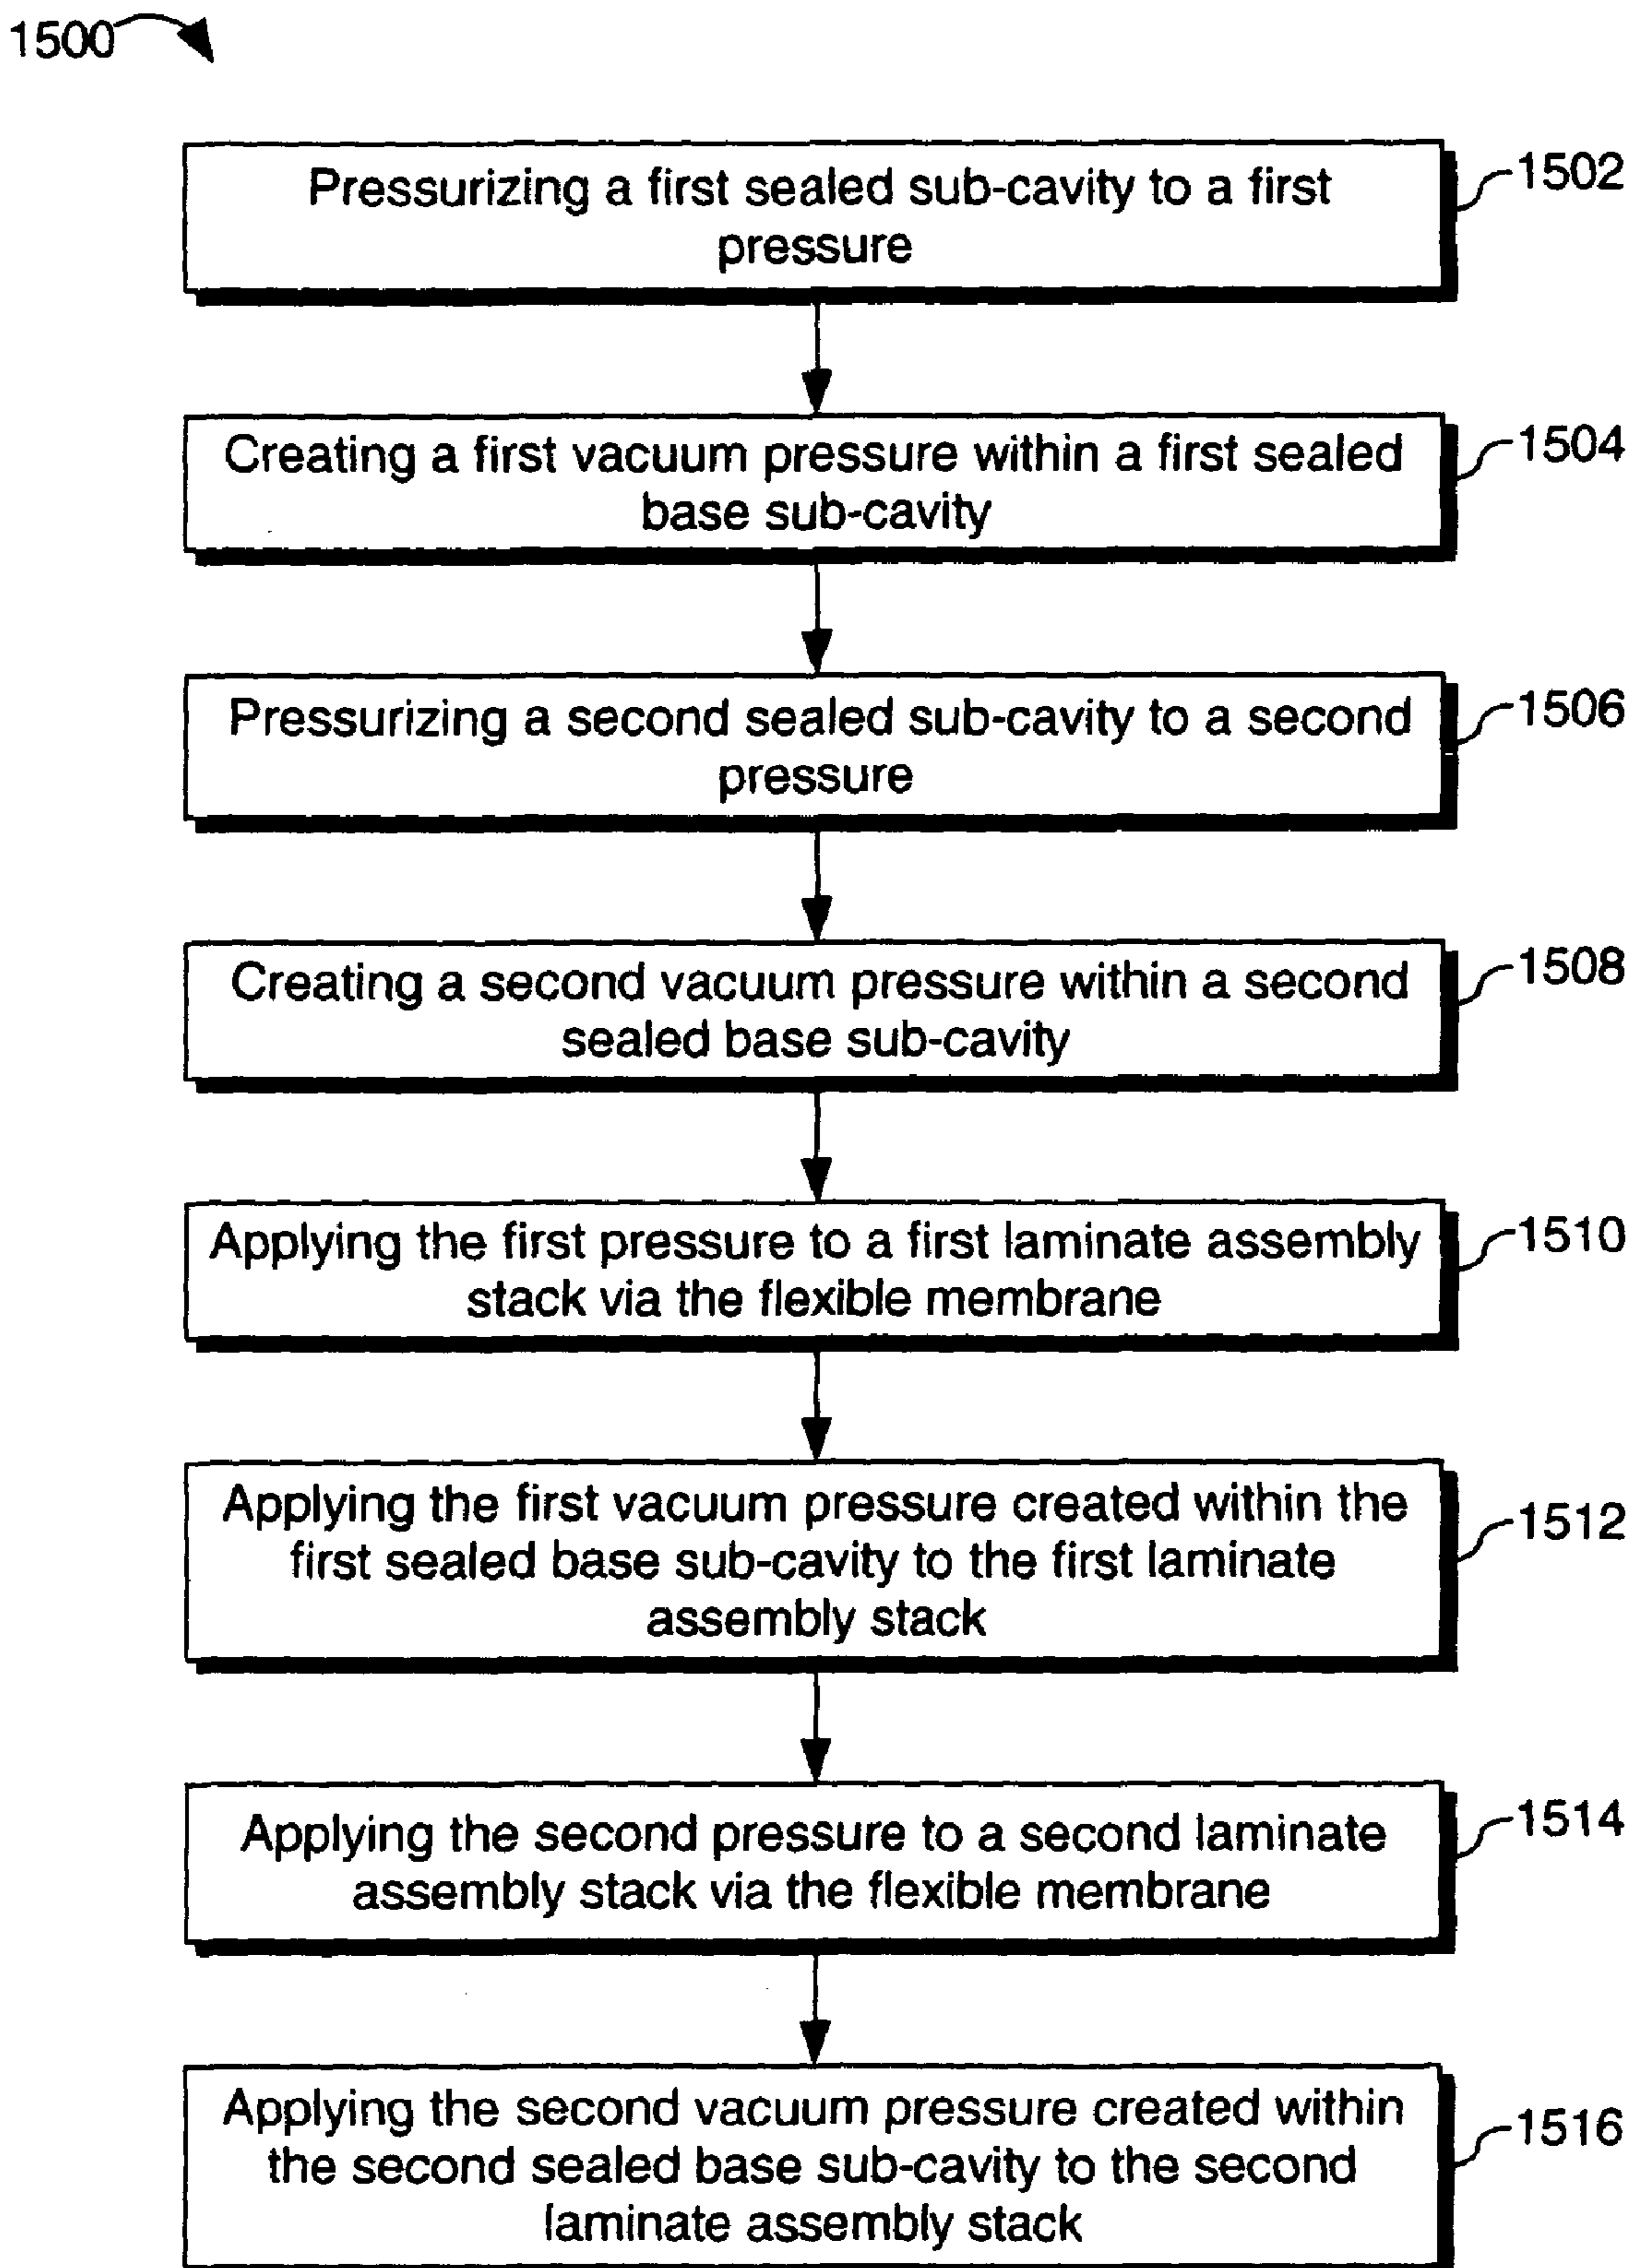 1500
Pressurizing a first sealed sub-cavity to a first
pressure
1502
Creating a first vacuum pressure within a first sealed
base sub-cavity
1504
Pressurizing a second sealed sub-cavity to a second
pressure
1506
Creating a second vacuum pressure within a second
sealed base sub-cavity
1508
Applying the first pressure to a first laminate assembly
stack via the flexible membrane
1510
Applying the first vacuum pressure created within the
first sealed base sub-cavity to the first laminate
assembly stack
1512
Applying the second pressure to a second laminate
assembly stack via the flexible membrane
1514
Applying the second vacuum pressure created within
the second sealed base sub-cavity to the second
laminate assembly stack
1516